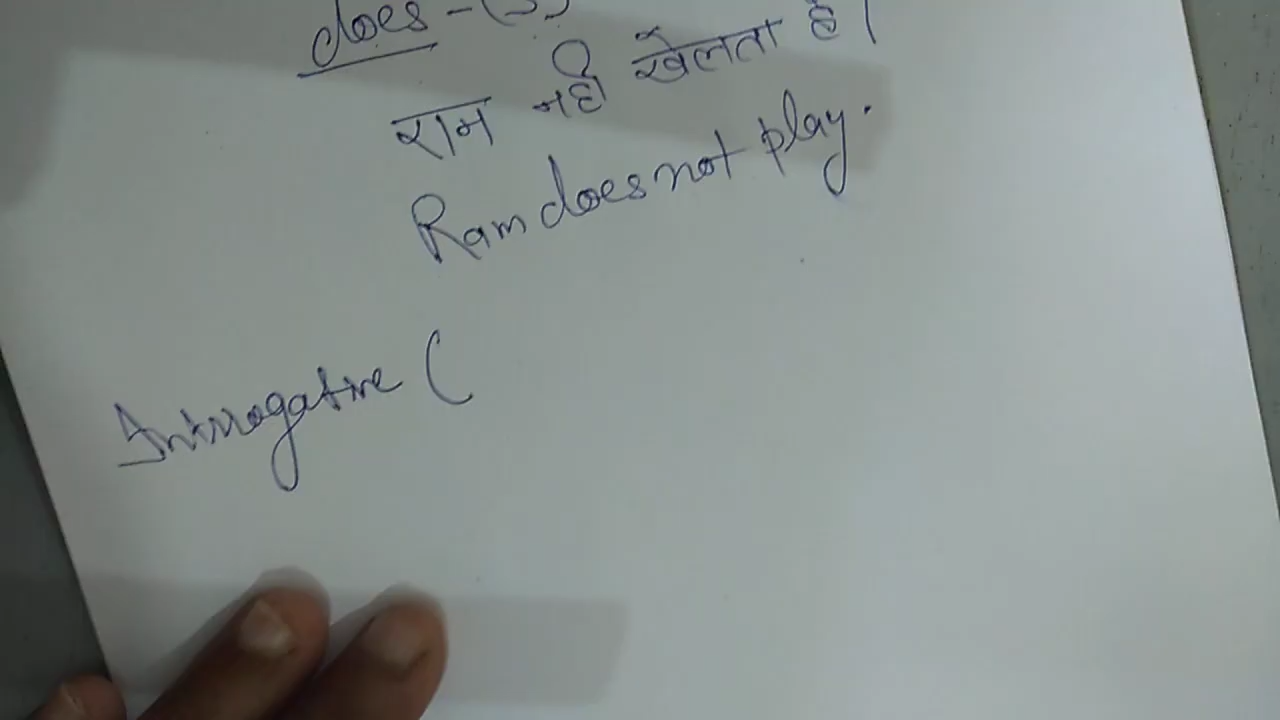 does - (S)
राम नही खेलता है।
Ram does not play.
Interrogative (